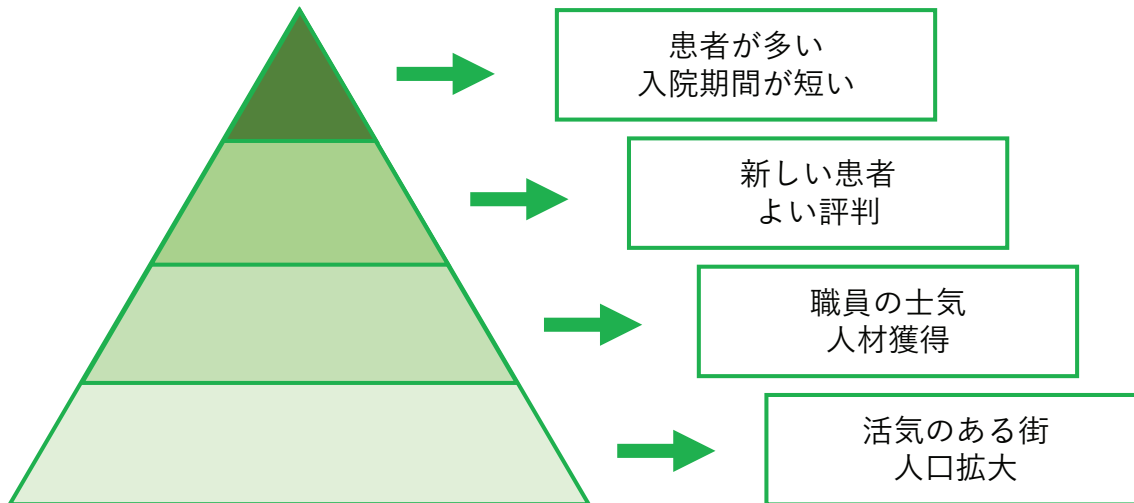 患者が多い
入院期間が短い
新しい患者
よい評判
職員の士気
人材獲得
活気のある街
人口拡大